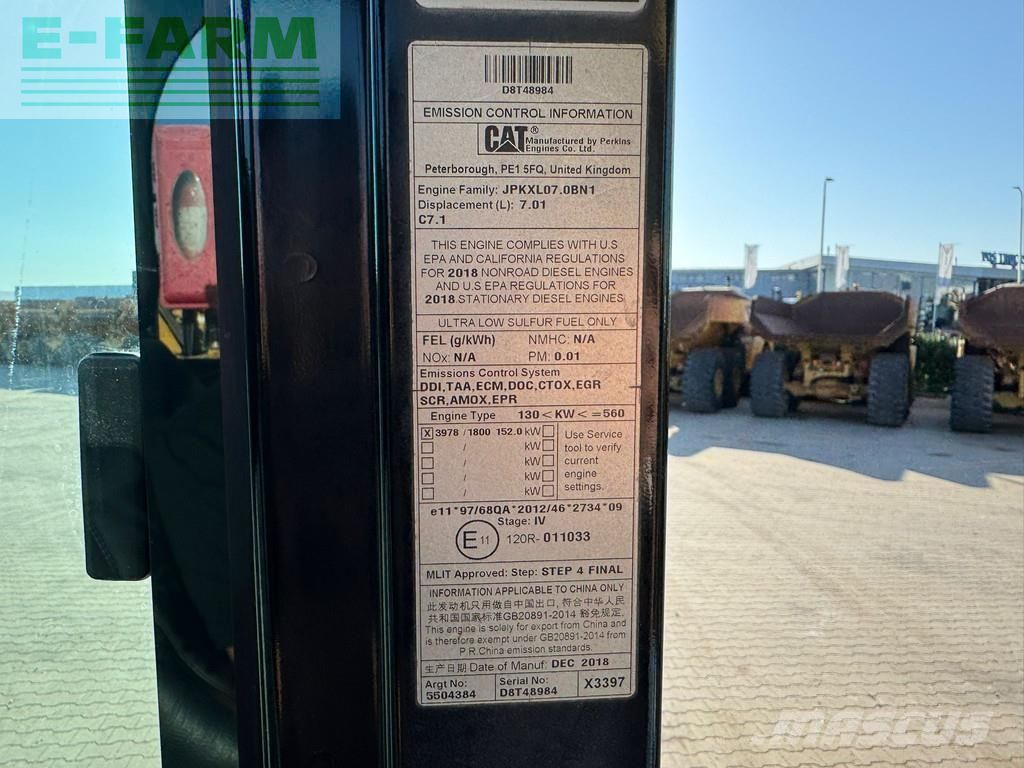 E-FARM
D8T48984
EMISSION CONTROL INFORMATION
CAT® Manufactured by Perkins
Engines Co. Ltd.
Peterborough, PE1 5FQ, United Kingdom
Engine Family: JPKXL07.0BN1
Displacement (L): 7.01
C7.1
THIS ENGINE COMPLIES WITH U.S
EPA AND CALIFORNIA REGULATIONS
FOR 2018 NONROAD DIESEL ENGINES
AND U.S EPA REGULATIONS FOR
2018 STATIONARY DIESEL ENGINES
ULTRA LOW SULFUR FUEL ONLY
FEL (g/kWh) NMHC: N/A
NOx: N/A PM: 0.01
Emissions Control System
DDI,TAA,ECM,DOC,CTOX,EGR
SCR,AMOX,EPR
Engine Type 130<KW<=560
X 3978 / 1800 152.0 kW
/ kW
/ kW
/ kW
/ kW
Use Service
tool to verify
current
engine
settings.
e11*97/68QA*2012/46*2734*09
Stage: IV
E11 120R- 011033
MLIT Approved: Step: STEP 4 FINAL
INFORMATION APPLICABLE TO CHINA ONLY
此发动机只用做自中国出口,符合中华人民
共和国国家标准GB20891-2014 豁免规定.
This engine is solely for export from China and
is therefore exempt under GB20891-2014 from
P.R.China emission standards.
生产日期 Date of Manuf: DEC 2018
Argt No: Serial No: X3397
5504384 D8T48984
MASCUS